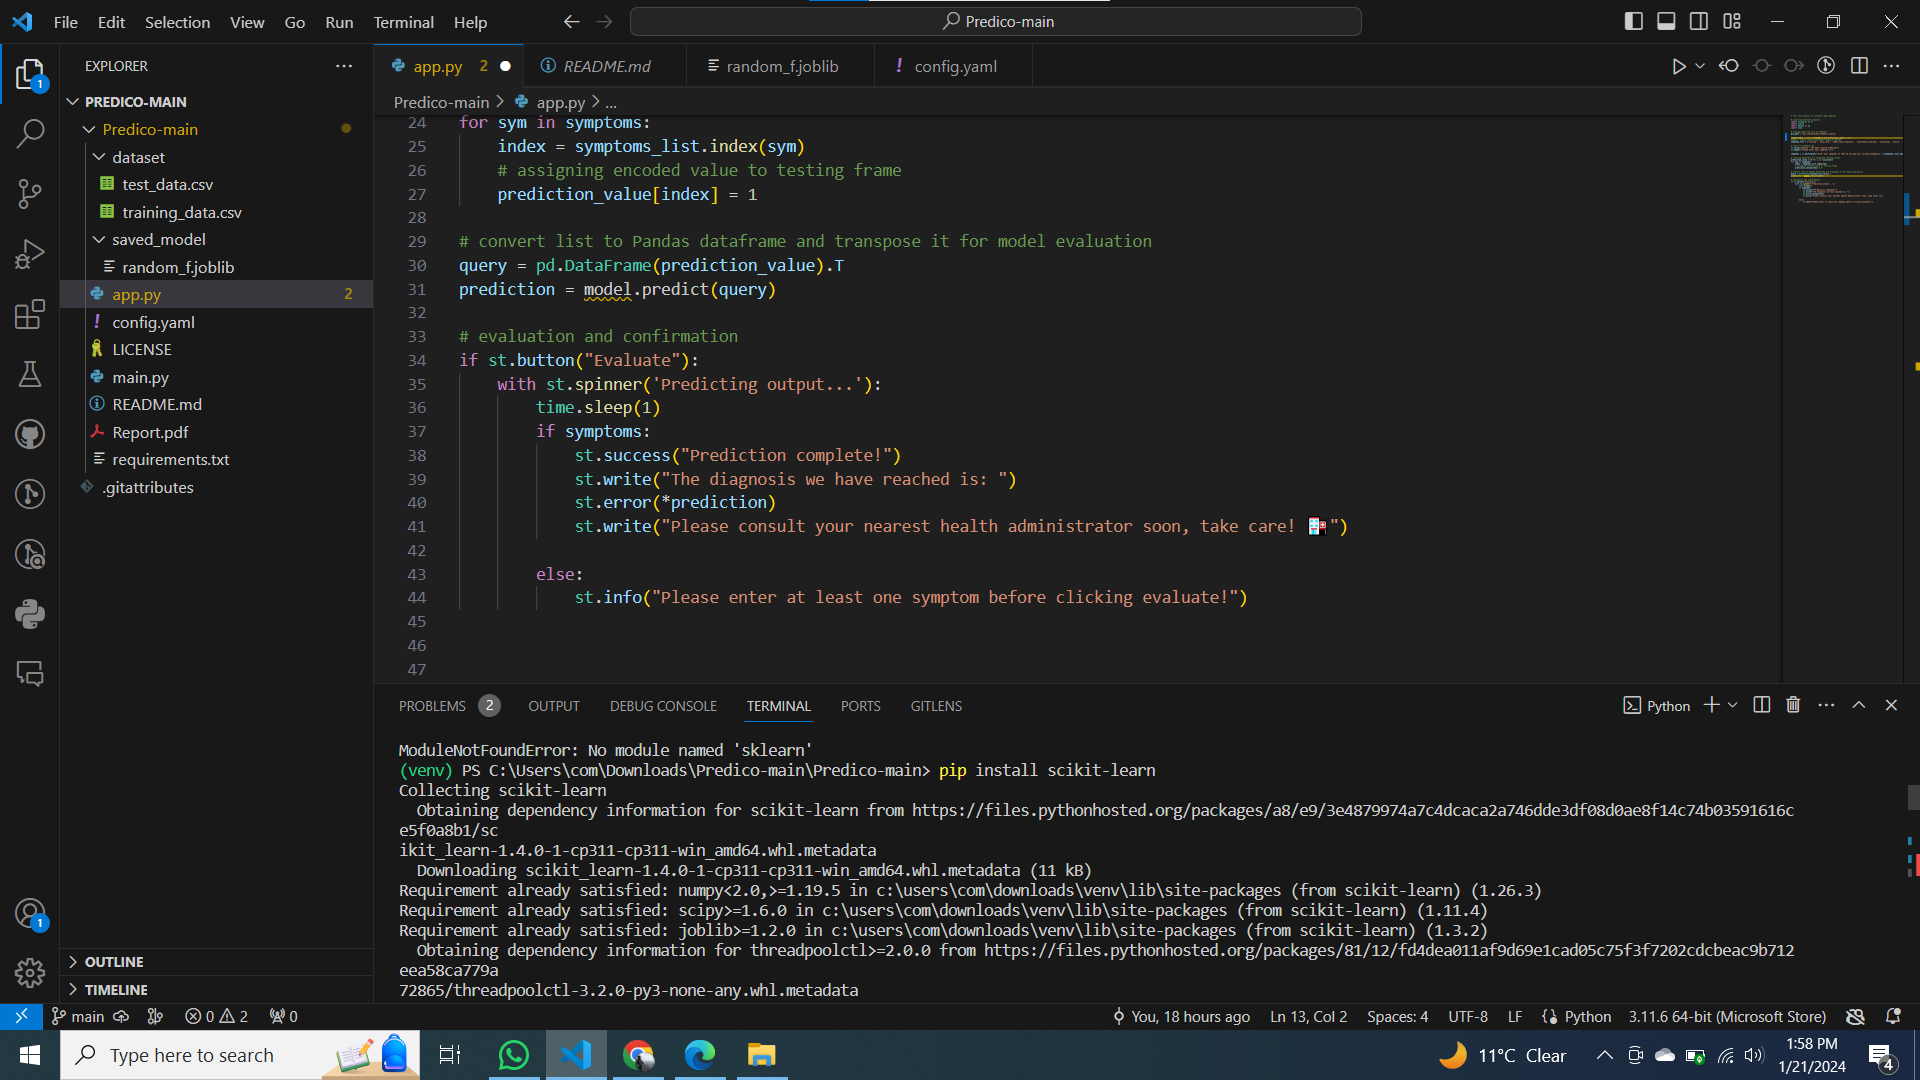 File Edit Selection View Go Run Terminal Help
Predico-main
EXPLORER
PREDICO-MAIN
Predico-main
dataset
test_data.csv
training_data.csv
saved_model
random_f.joblib
app.py 2
config.yaml
LICENSE
main.py
README.md
Report.pdf
requirements.txt
.gitattributes
OUTLINE
TIMELINE
1
1
app.py 2
README.md
random_f.joblib
config.yaml
Predico-main > app.py > ...
24 for sym in symptoms:
25 index = symptoms_list.index(sym)
26 # assigning encoded value to testing frame
27 prediction_value[index] = 1
28
29 # convert list to Pandas dataframe and transpose it for model evaluation
30 query = pd.DataFrame(prediction_value).T
31 prediction = model.predict(query)
32
33 # evaluation and confirmation
34 if st.button("Evaluate"):
35 with st.spinner('Predicting output...'):
36 time.sleep(1)
37 if symptoms:
38 st.success("Prediction complete!")
39 st.write("The diagnosis we have reached is: ")
40 st.error(*prediction)
41 st.write("Please consult your nearest health administrator soon, take care! 🏥")
42
43 else:
44 st.info("Please enter at least one symptom before clicking evaluate!")
45
46
47
PROBLEMS 2 OUTPUT DEBUG CONSOLE TERMINAL PORTS GITLENS
Python
ModuleNotFoundError: No module named 'sklearn'
(venv) PS C:\Users\com\Downloads\Predico-main\Predico-main> pip install scikit-learn
Collecting scikit-learn
Obtaining dependency information for scikit-learn from https://files.pythonhosted.org/packages/a8/e9/3e4879974a7c4dcaca2a746dde3df08d0ae8f14c74b03591616c
e5f0a8b1/sc
ikit_learn-1.4.0-1-cp311-cp311-win_amd64.whl.metadata
Downloading scikit_learn-1.4.0-1-cp311-cp311-win_amd64.whl.metadata (11 kB)
Requirement already satisfied: numpy<2.0,>=1.19.5 in c:\users\com\downloads\venv\lib\site-packages (from scikit-learn) (1.26.3)
Requirement already satisfied: scipy>=1.6.0 in c:\users\com\downloads\venv\lib\site-packages (from scikit-learn) (1.11.4)
Requirement already satisfied: joblib>=1.2.0 in c:\users\com\downloads\venv\lib\site-packages (from scikit-learn) (1.3.2)
Obtaining dependency information for threadpoolctl>=2.0.0 from https://files.pythonhosted.org/packages/81/12/fd4dea011af9d69e1cad05c75f3f7202cdcbeac9b712
eea58ca779a
72865/threadpoolctl-3.2.0-py3-none-any.whl.metadata
main 0 2 0 You, 18 hours ago Ln 13, Col 2 Spaces: 4 UTF-8 LF Python 3.11.6 64-bit (Microsoft Store)
Type here to search
11°C Clear
1:58 PM
1/21/2024
4